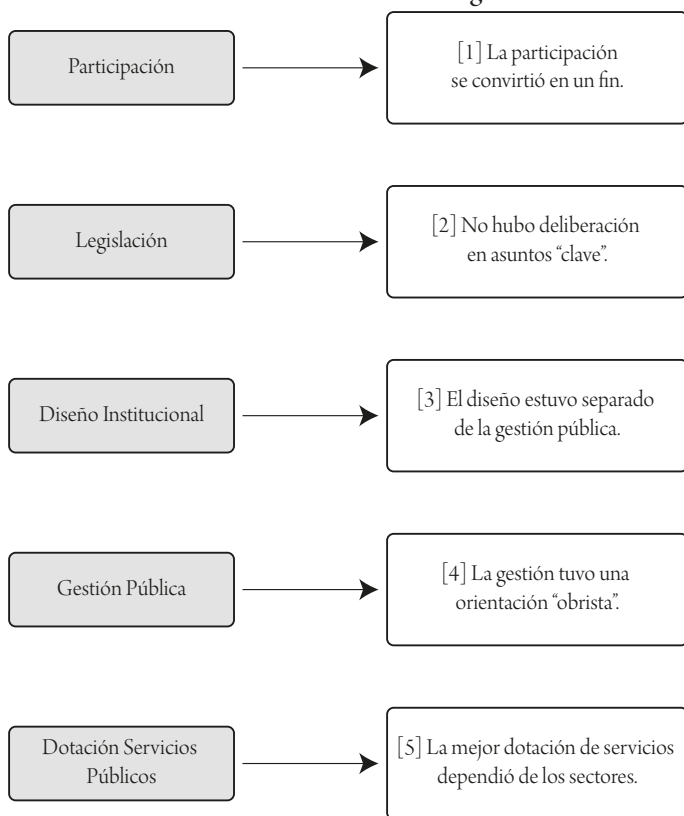 Participación
[1] La participación
se convirtió en un fin.
Legislación
[2] No hubo deliberación
en asuntos “clave”.
Diseño Institucional
[3] El diseño estuvo separado
de la gestión pública.
Gestión Pública
[4] La gestión tuvo una
orientación “obrista”.
Dotación Servicios
Públicos
[5] La mejor dotación de servicios
dependió de los sectores.